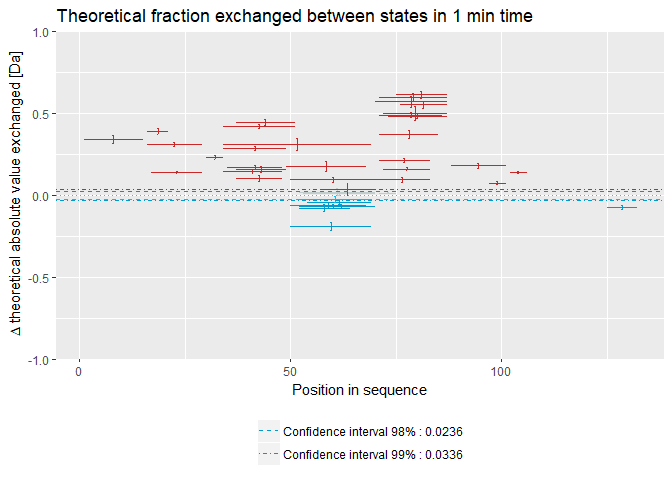 Theoretical fraction exchanged between states in 1 min time
Δ theoretical absolute value exchanged [Da]
1.0
0.5
0.0
-0.5
-1.0
0
50
100
Position in sequence
Confidence interval 98% : 0.0236
Confidence interval 99% : 0.0336